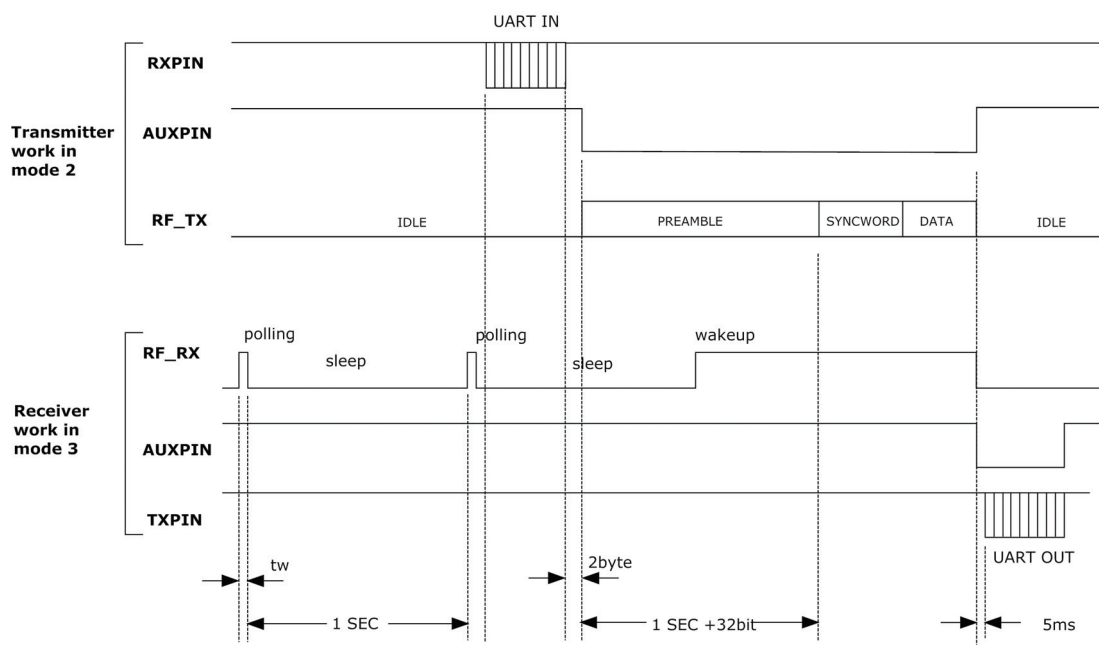 UART IN
RXPIN
AUXPIN
Transmitter
work in
mode 2
RF_TX
IDLE
PREAMBLE
SYNCWORD
DATA
IDLE
polling
polling
wakeup
RF_RX
sleep
sleep
Receiver
work in
mode 3
AUXPIN
TXPIN
UART OUT
tw
2byte
1 SEC
1 SEC +32bit
5ms